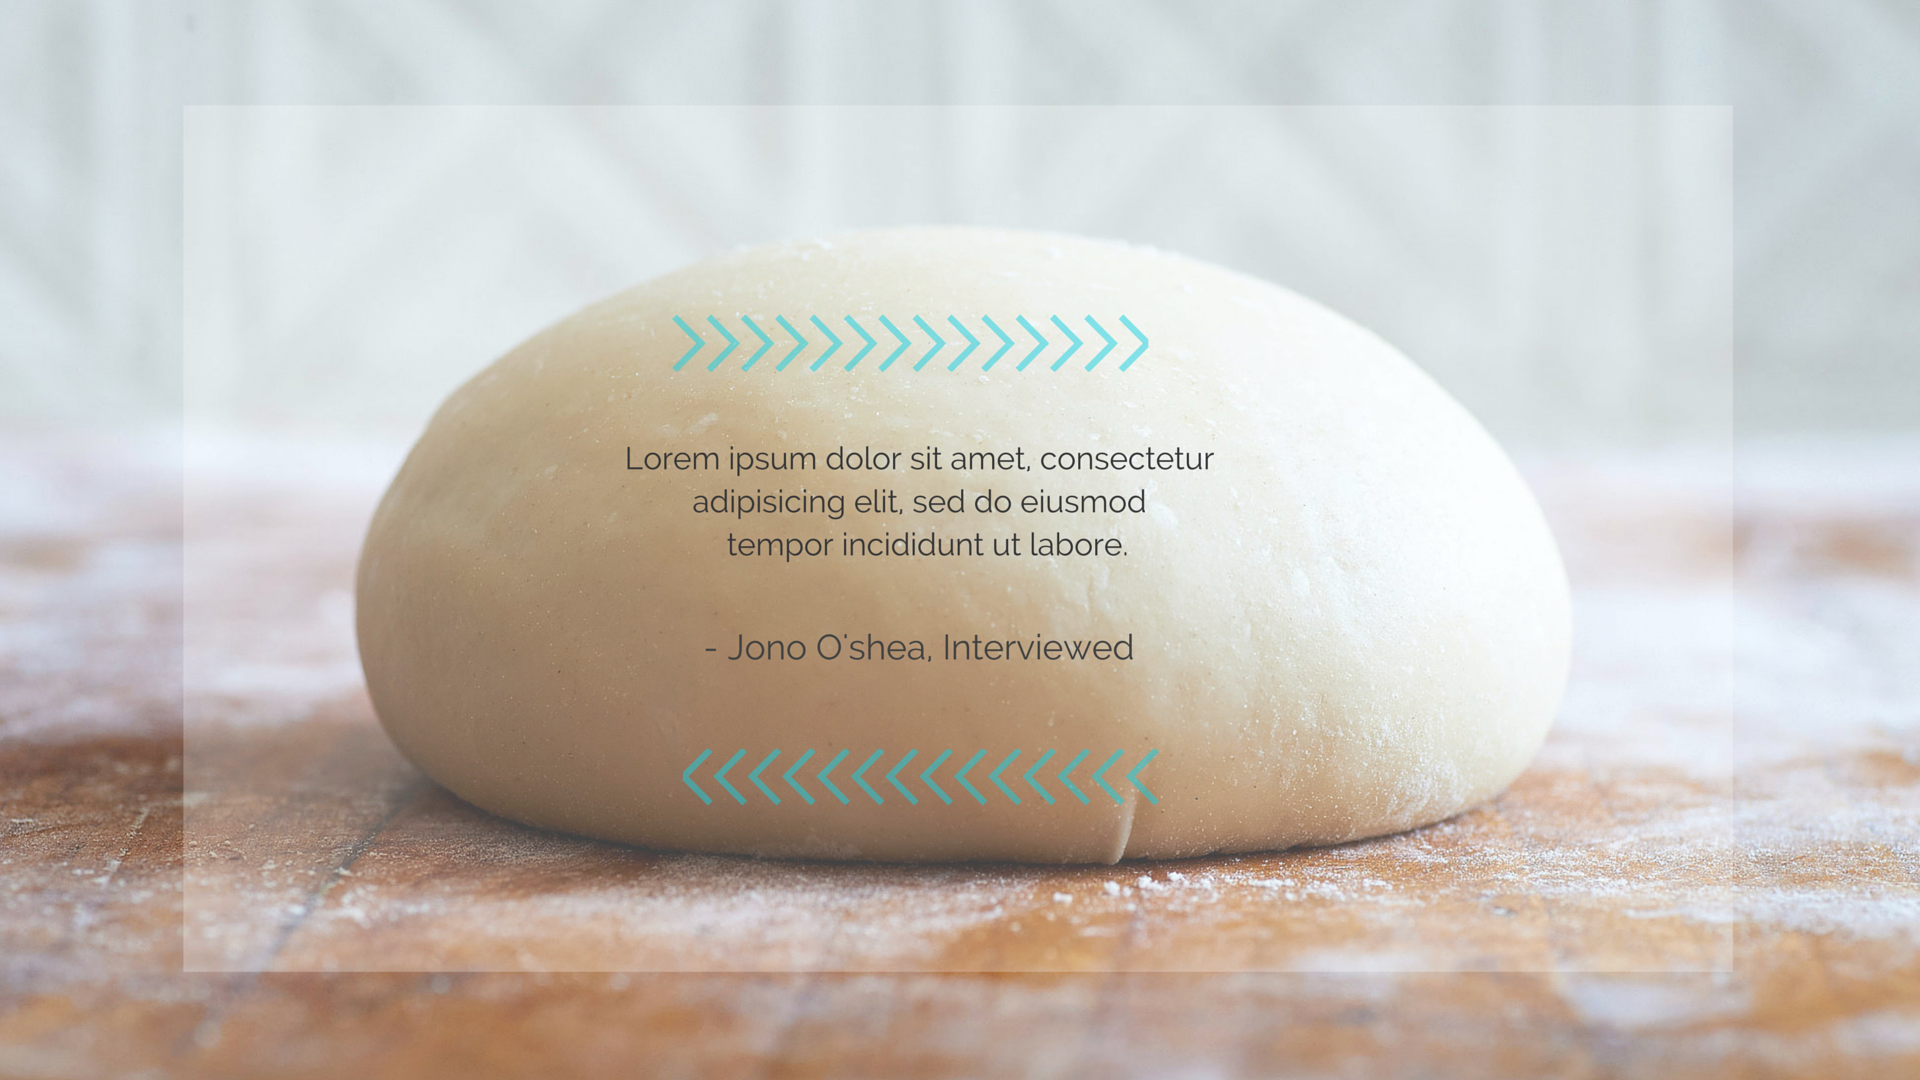 Lorem ipsum dolor sit amet, consectetur
adipisicing elit, sed do eiusmod
tempor incididunt ut labore.
- Jono O'shea, Interviewed